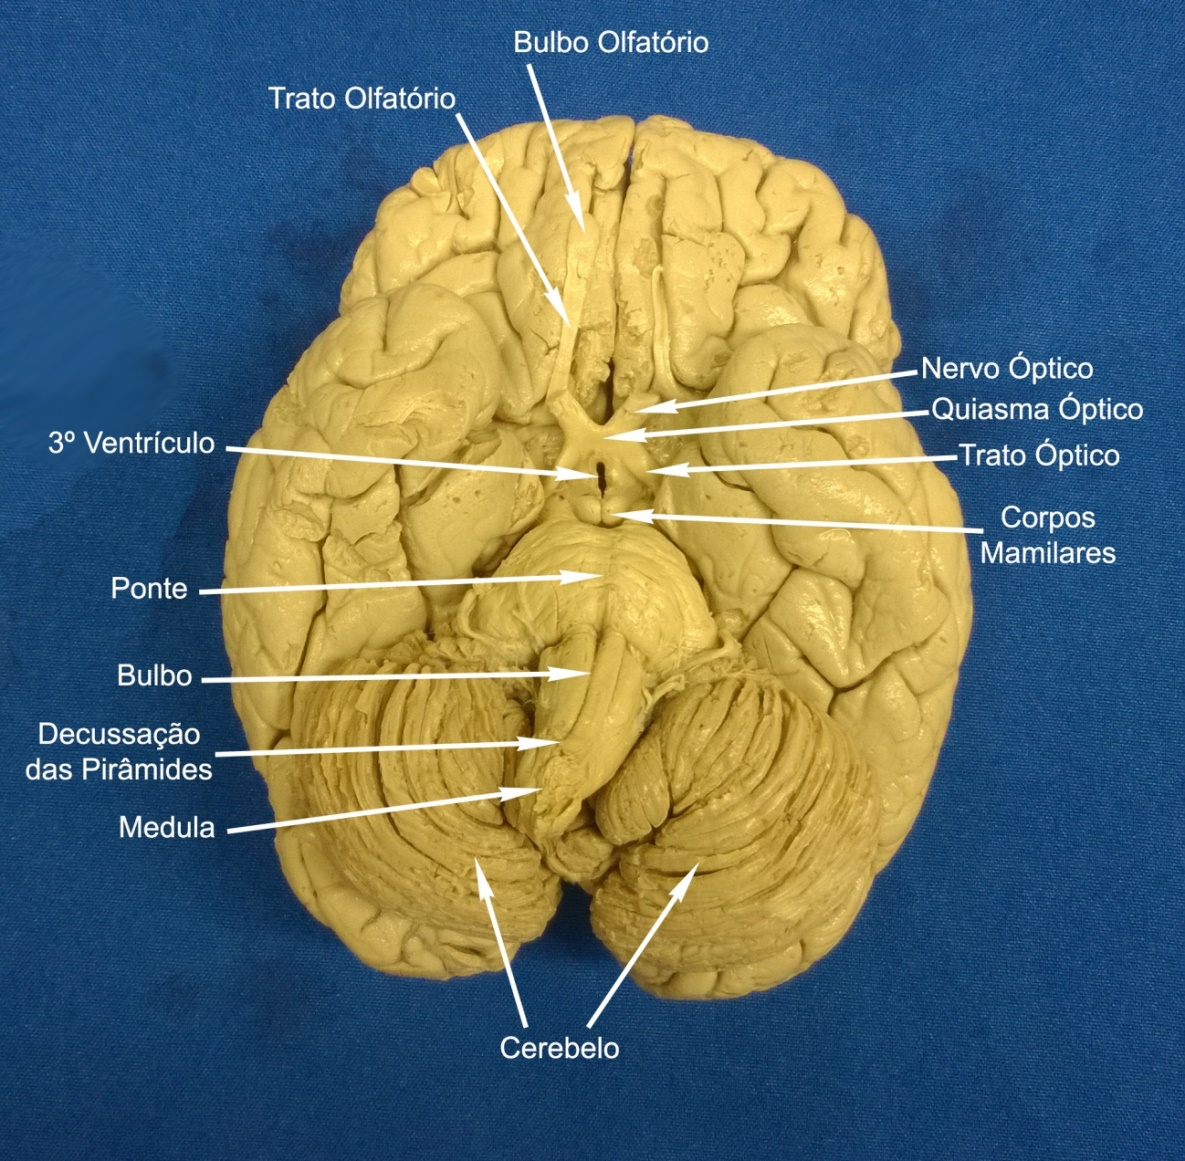 Bulbo Olfatório
Trato Olfatório
Nervo Óptico
Quiasma Óptico
3º Ventrículo
Trato Óptico
Corpos
Mamilares
Ponte
Bulbo
Decussação
das Pirâmides
Medula
Cerebelo